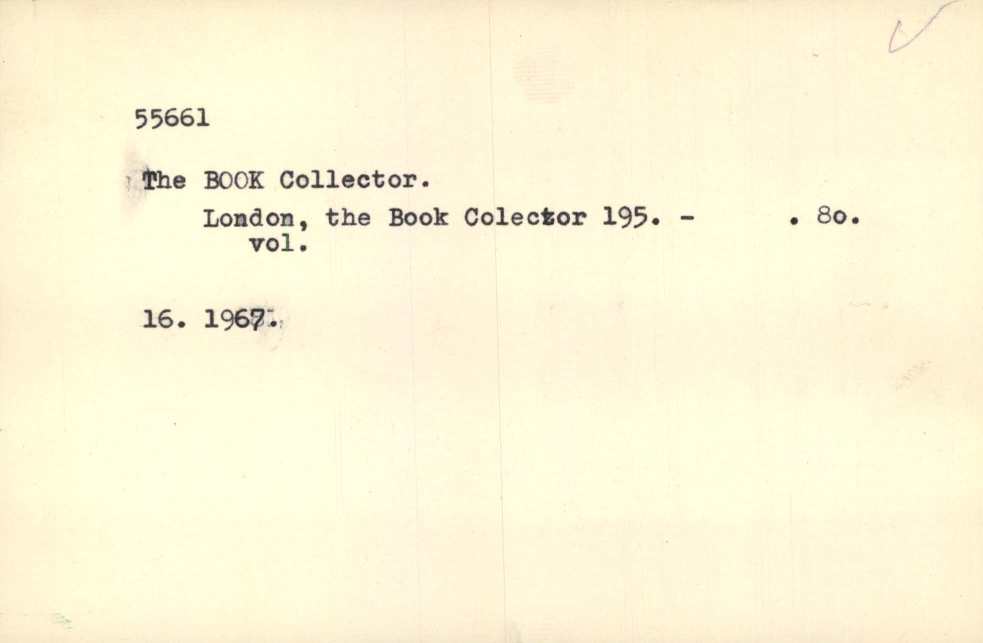 55661
The BOOK Collector.
London, the Book Colector 195. - . 8o.
vol.
16. 1967.